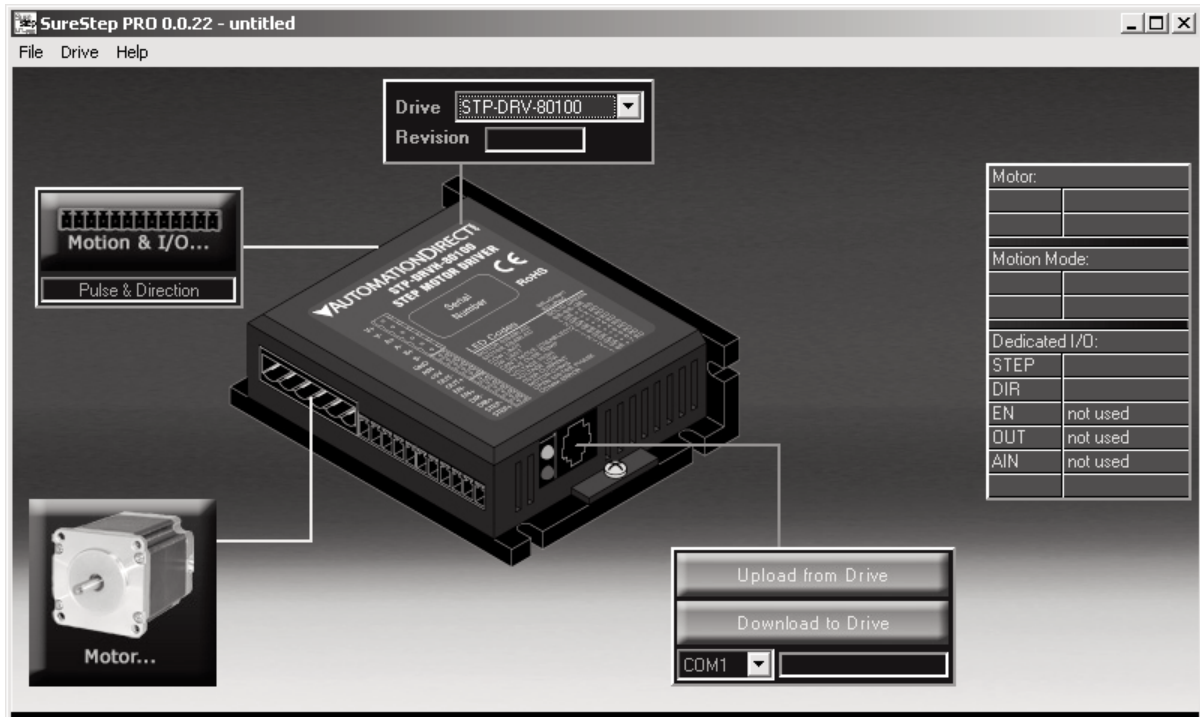 SureStep PRO 0.0.22 - untitled
File Drive Help
Drive STP-DRV-80100
Revision
Motion & I/O...
Pulse & Direction
AUTOMATIONDIRECT
STP-DRVH-80100
STEP MOTOR DRIVER
CE
RoHS
Serial
Number
LED Codes
Motor...
Upload from Drive
Download to Drive
COM1
Motor:
Motion Mode:
Dedicated I/O:
STEP
DIR
EN not used
OUT not used
AIN not used